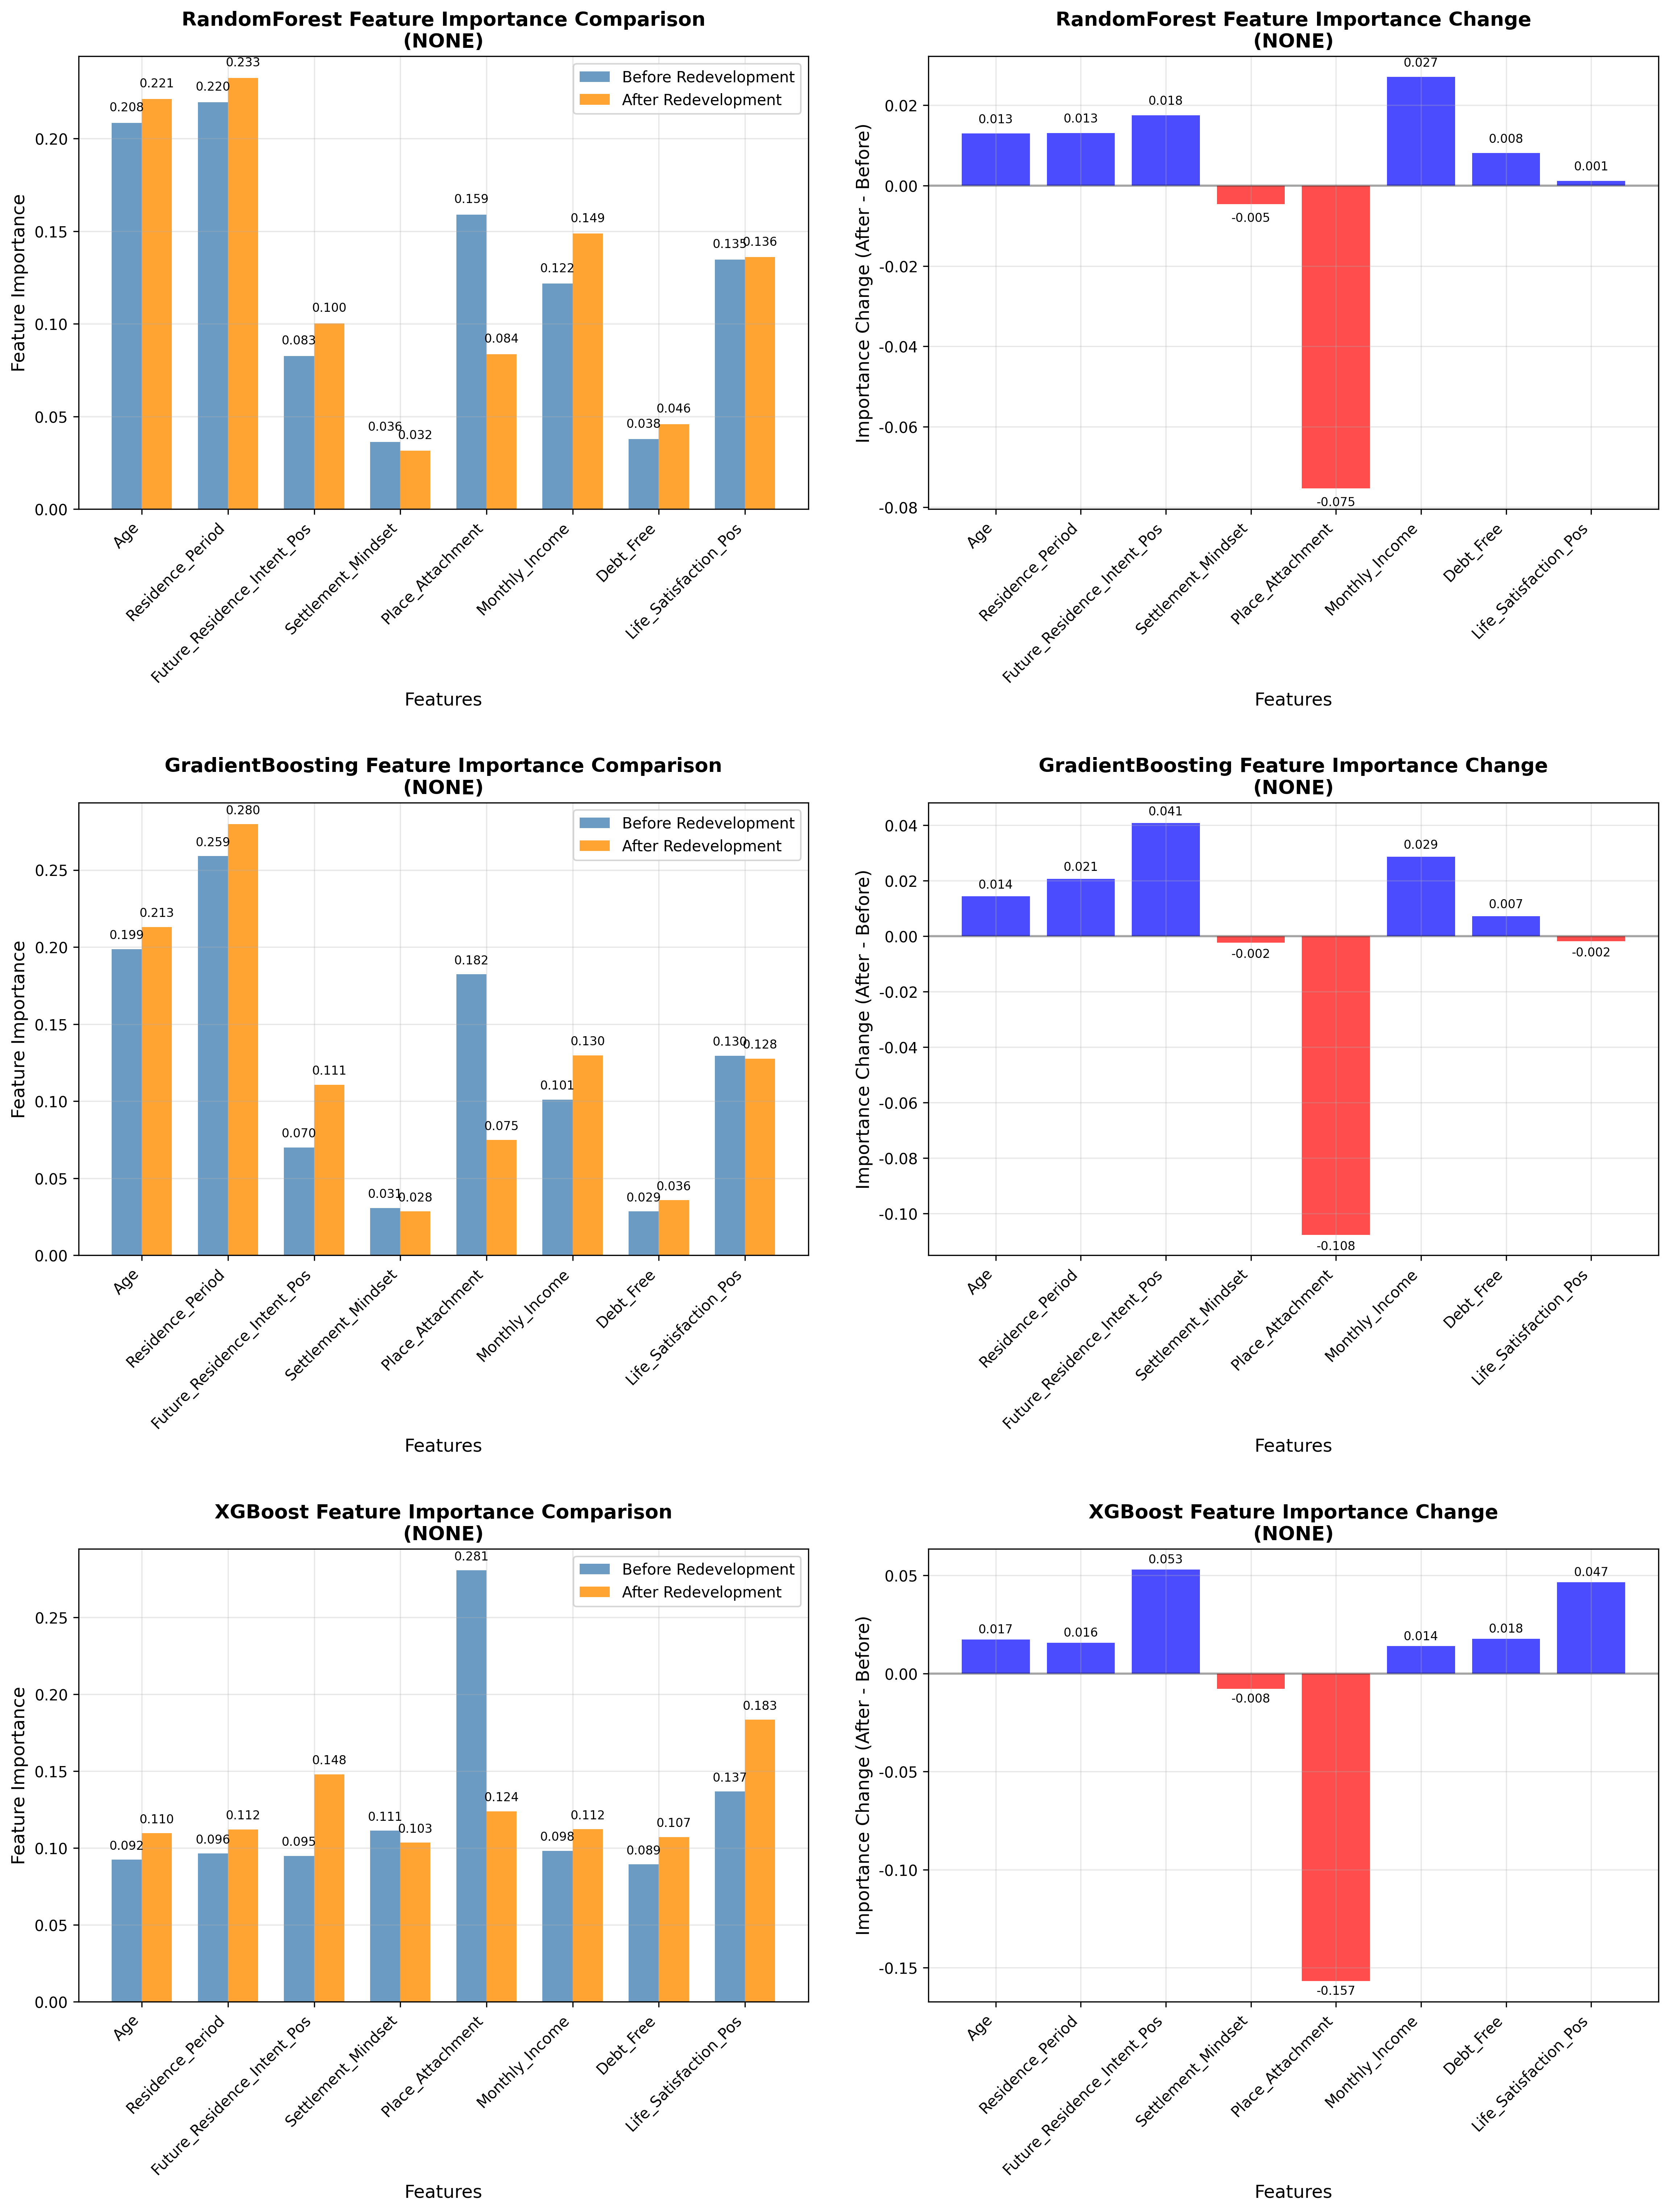 RandomForest Feature Importance Comparison
(NONE)
Feature Importance
0.20
0.15
0.10
0.05
0.00
0.208
0.221
0.220
0.233
0.083
0.100
0.036
0.032
0.159
0.084
0.122
0.149
0.038
0.046
0.135
0.136
Before Redevelopment
After Redevelopment
Age
Residence_Period
Future_Residence_Intent_Pos
Settlement_Mindset
Place_Attachment
Monthly_Income
Debt_Free
Life_Satisfaction_Pos
Features
RandomForest Feature Importance Change
(NONE)
Importance Change (After - Before)
0.02
0.00
-0.02
-0.04
-0.06
-0.08
0.013
0.013
0.018
-0.005
-0.075
0.027
0.008
0.001
Age
Residence_Period
Future_Residence_Intent_Pos
Settlement_Mindset
Place_Attachment
Monthly_Income
Debt_Free
Life_Satisfaction_Pos
Features
GradientBoosting Feature Importance Comparison
(NONE)
Feature Importance
0.25
0.20
0.15
0.10
0.05
0.00
0.199
0.213
0.259
0.280
0.070
0.111
0.031
0.028
0.182
0.075
0.101
0.130
0.029
0.036
0.130
0.128
Before Redevelopment
After Redevelopment
Age
Residence_Period
Future_Residence_Intent_Pos
Settlement_Mindset
Place_Attachment
Monthly_Income
Debt_Free
Life_Satisfaction_Pos
Features
GradientBoosting Feature Importance Change
(NONE)
Importance Change (After - Before)
0.04
0.02
0.00
-0.02
-0.04
-0.06
-0.08
-0.10
0.014
0.021
0.041
-0.002
-0.108
0.029
0.007
-0.002
Age
Residence_Period
Future_Residence_Intent_Pos
Settlement_Mindset
Place_Attachment
Monthly_Income
Debt_Free
Life_Satisfaction_Pos
Features
XGBoost Feature Importance Comparison
(NONE)
Feature Importance
0.25
0.20
0.15
0.10
0.05
0.00
0.092
0.110
0.096
0.112
0.095
0.148
0.111
0.103
0.281
0.124
0.098
0.112
0.089
0.107
0.137
0.183
Before Redevelopment
After Redevelopment
Age
Residence_Period
Future_Residence_Intent_Pos
Settlement_Mindset
Place_Attachment
Monthly_Income
Debt_Free
Life_Satisfaction_Pos
Features
XGBoost Feature Importance Change
(NONE)
Importance Change (After - Before)
0.05
0.00
-0.05
-0.10
-0.15
0.017
0.016
0.053
-0.008
-0.157
0.014
0.018
0.047
Age
Residence_Period
Future_Residence_Intent_Pos
Settlement_Mindset
Place_Attachment
Monthly_Income
Debt_Free
Life_Satisfaction_Pos
Features